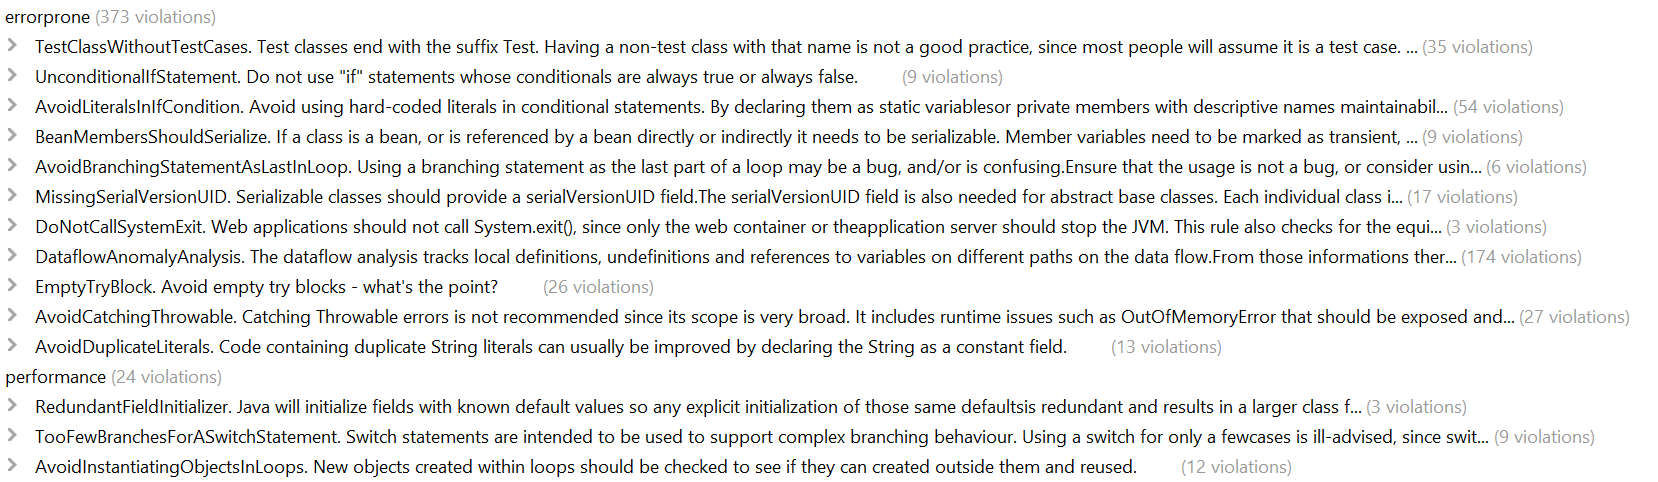 errorprone (373 violations)
TestClassWithoutTestCases. Test classes end with the suffix Test. Having a non-test class with that name is not a good practice, since most people will assume it is a test case. ... (35 violations)
UnconditionalIfStatement. Do not use "if" statements whose conditionals are always true or always false. (9 violations)
AvoidLiteralsInIfCondition. Avoid using hard-coded literals in conditional statements. By declaring them as static variablesor private members with descriptive names maintainabil... (54 violations)
BeanMembersShouldSerialize. If a class is a bean, or is referenced by a bean directly or indirectly it needs to be serializable. Member variables need to be marked as transient, ... (9 violations)
AvoidBranchingStatementAsLastInLoop. Using a branching statement as the last part of a loop may be a bug, and/or is confusing.Ensure that the usage is not a bug, or consider usin... (6 violations)
MissingSerialVersionUID. Serializable classes should provide a serialVersionUID field.The serialVersionUID field is also needed for abstract base classes. Each individual class i... (17 violations)
DoNotCallSystemExit. Web applications should not call System.exit(), since only the web container or theapplication server should stop the JVM. This rule also checks for the equi... (3 violations)
DataflowAnomalyAnalysis. The dataflow analysis tracks local definitions, undefinitions and references to variables on different paths on the data flow.From those informations ther... (174 violations)
EmptyTryBlock. Avoid empty try blocks - what's the point? (26 violations)
AvoidCatchingThrowable. Catching Throwable errors is not recommended since its scope is very broad. It includes runtime issues such as OutOfMemoryError that should be exposed and... (27 violations)
AvoidDuplicateLiterals. Code containing duplicate String literals can usually be improved by declaring the String as a constant field. (13 violations)
performance (24 violations)
RedundantFieldInitializer. Java will initialize fields with known default values so any explicit initialization of those same defaultsis redundant and results in a larger class f... (3 violations)
TooFewBranchesForASwitchStatement. Switch statements are intended to be used to support complex branching behaviour. Using a switch for only a fewcases is ill-advised, since swit... (9 violations)
AvoidInstantiatingObjectsInLoops. New objects created within loops should be checked to see if they can created outside them and reused. (12 violations)